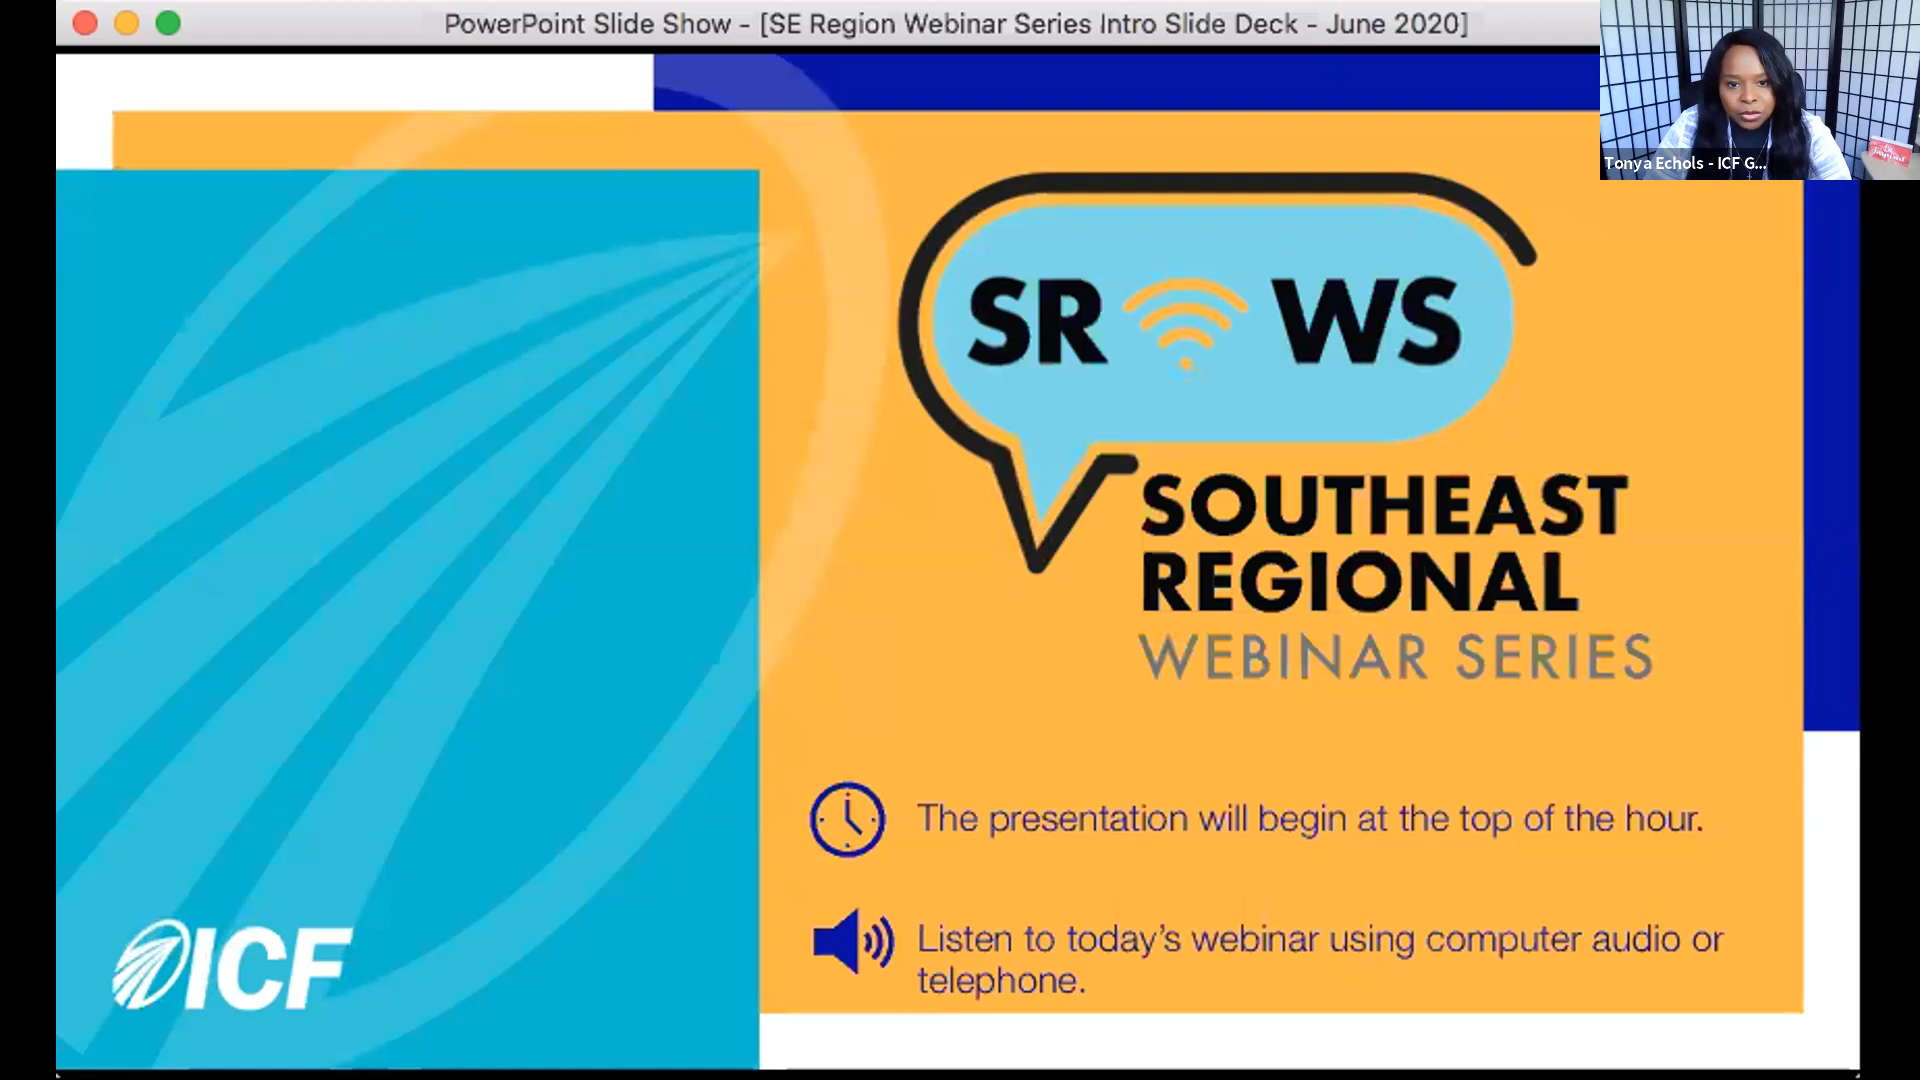 PowerPoint Slide Show - [SE Region Webinar Series Intro Slide Deck - June 2020]
Tonya Echols - ICF G...
SR WS
SOUTHEAST
REGIONAL
WEBINAR SERIES
The presentation will begin at the top of the hour.
Listen to today's webinar using computer audio or
telephone.
ICF